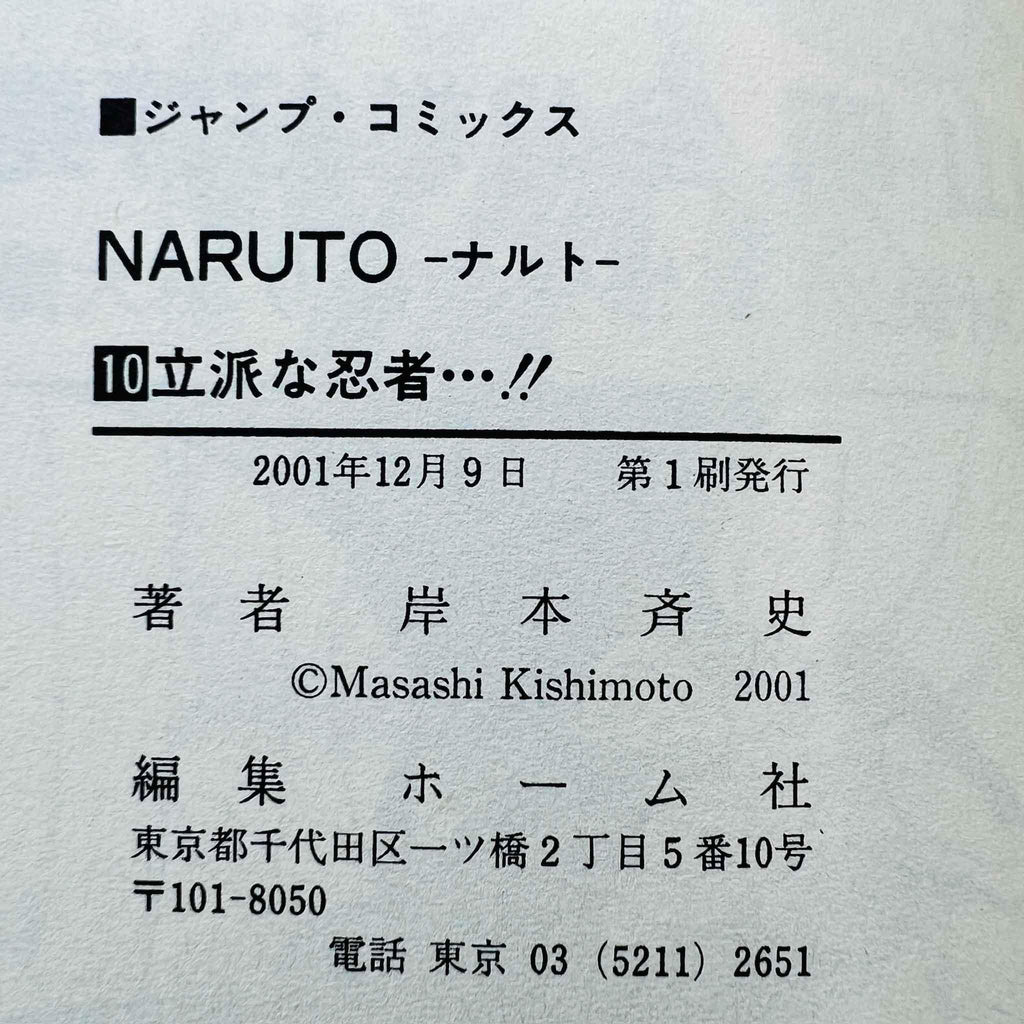 ■ジャンプ・コミックス
NARUTO -ナルト-
10立派な忍者…!!
2001年12月9日 第1刷発行
著者 岸本斉史
©Masashi Kishimoto 2001
編集 ホーム社
東京都千代田区一ツ橋2丁目5番10号
〒101-8050
電話 東京 03 (5211) 2651